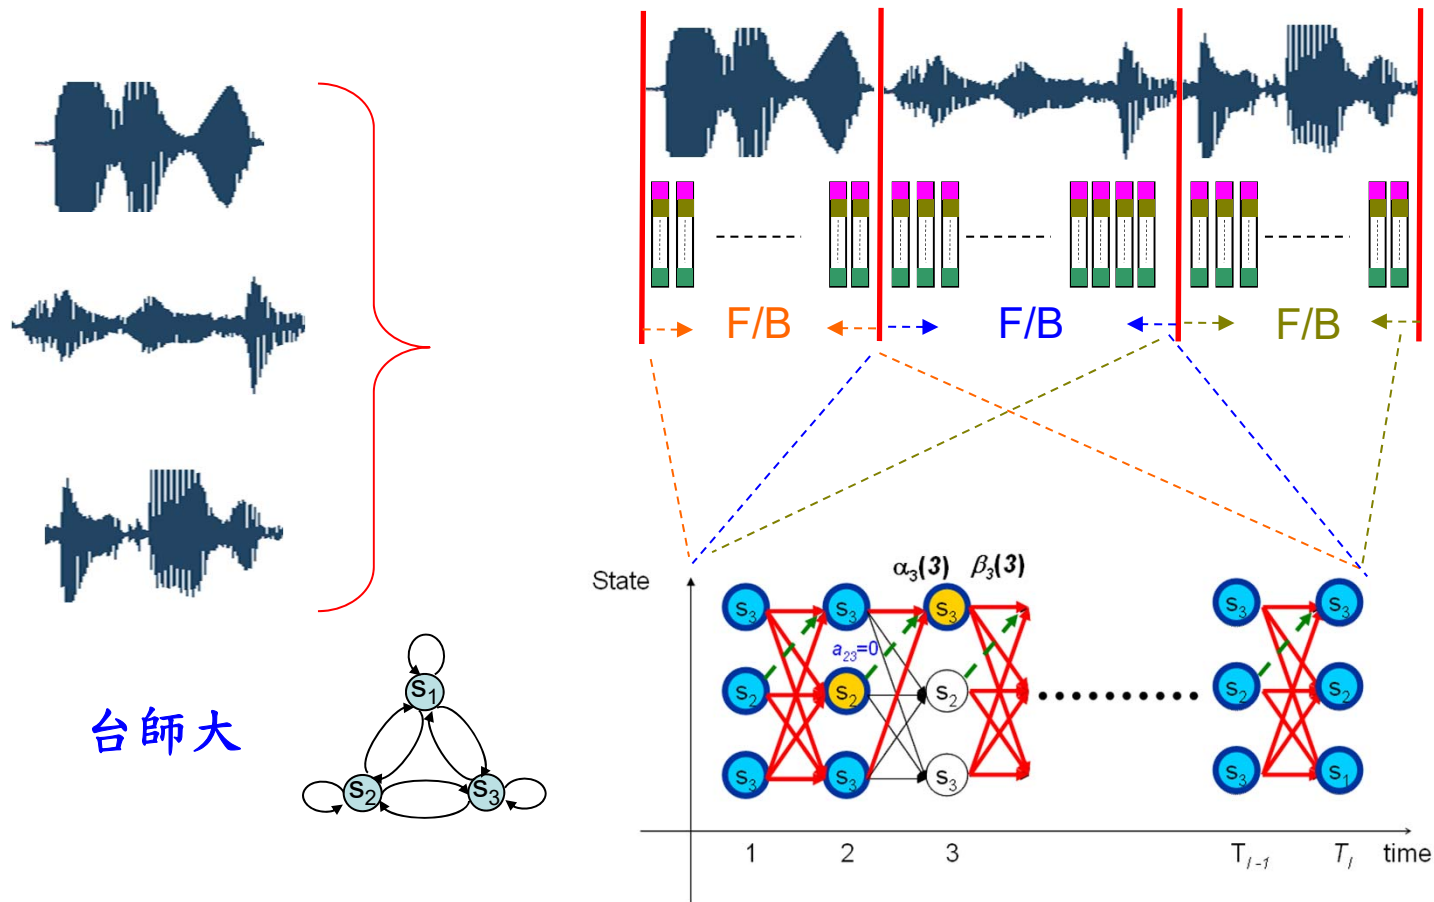 F/B F/B F/B
State
α3(3) β3(3)
s3 s3 s3 s3 s3
a23=0
s2 s2 s2 s2 s2
s3 s3 s3 s3 s1
1 2 3 Tl-1 Tl time
台師大
s1
s2 s3